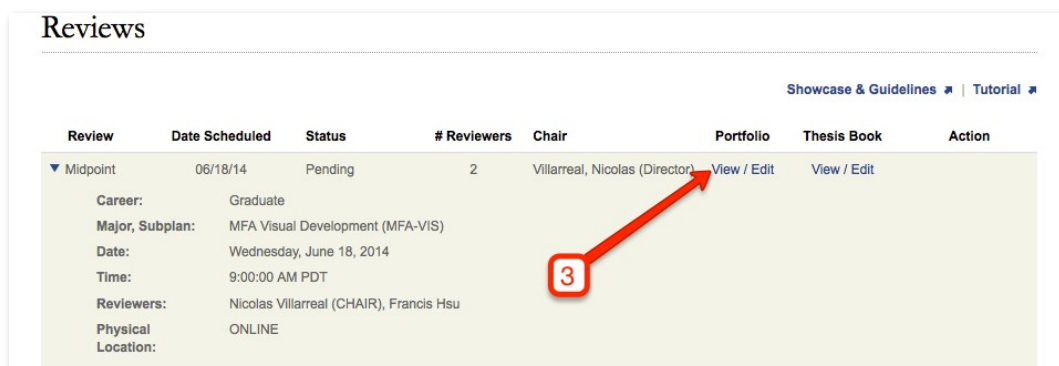 Reviews
Showcase & Guidelines | Tutorial
Review Date Scheduled Status # Reviewers Chair Portfolio Thesis Book Action
Midpoint 06/18/14 Pending 2 Villarreal, Nicolas (Director) View / Edit View / Edit
Career: Graduate
Major, Subplan: MFA Visual Development (MFA-VIS)
Date: Wednesday, June 18, 2014
Time: 9:00:00 AM PDT
3
Reviewers: Nicolas Villarreal (CHAIR), Francis Hsu
Physical ONLINE
Location: